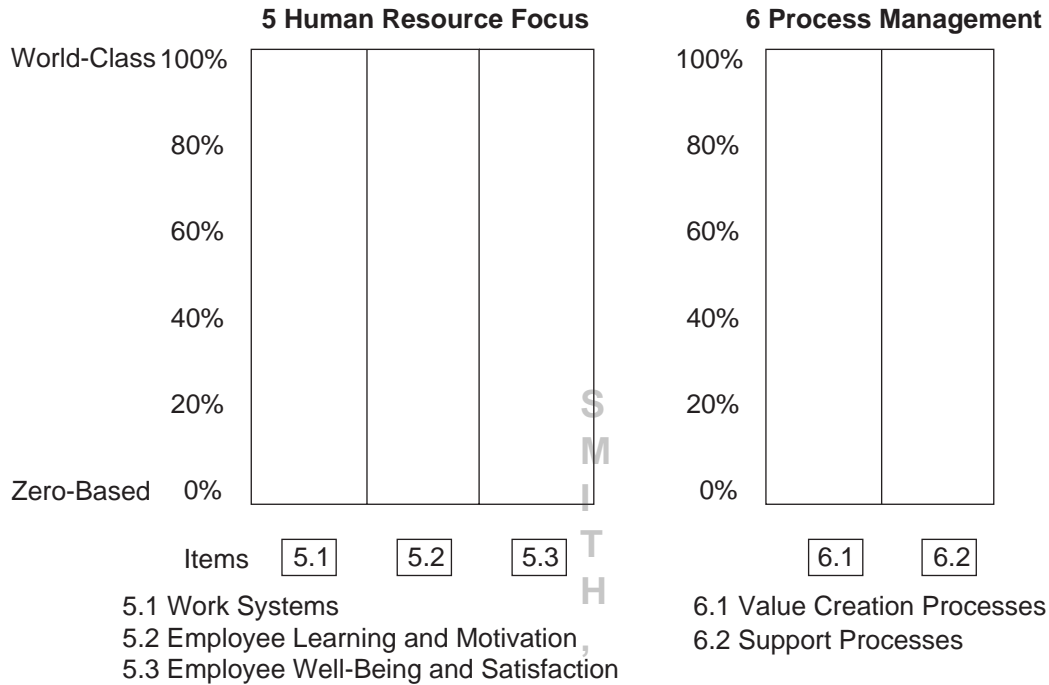 5 Human Resource Focus
World-Class 100%
80%
60%
40%
20%
Zero-Based 0%
Items 5.1 5.2 5.3
5.1 Work Systems
5.2 Employee Learning and Motivation
5.3 Employee Well-Being and Satisfaction
6 Process Management
100%
80%
60%
40%
20%
0%
6.1 6.2
6.1 Value Creation Processes
6.2 Support Processes
S
M
I
T
H
,